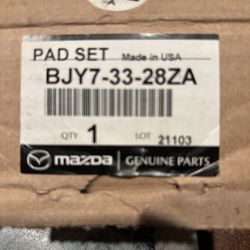 PAD SET Made in USA
BJY7-33-28ZA
QTY. 1 LOT 21103
mazda GENUINE PARTS